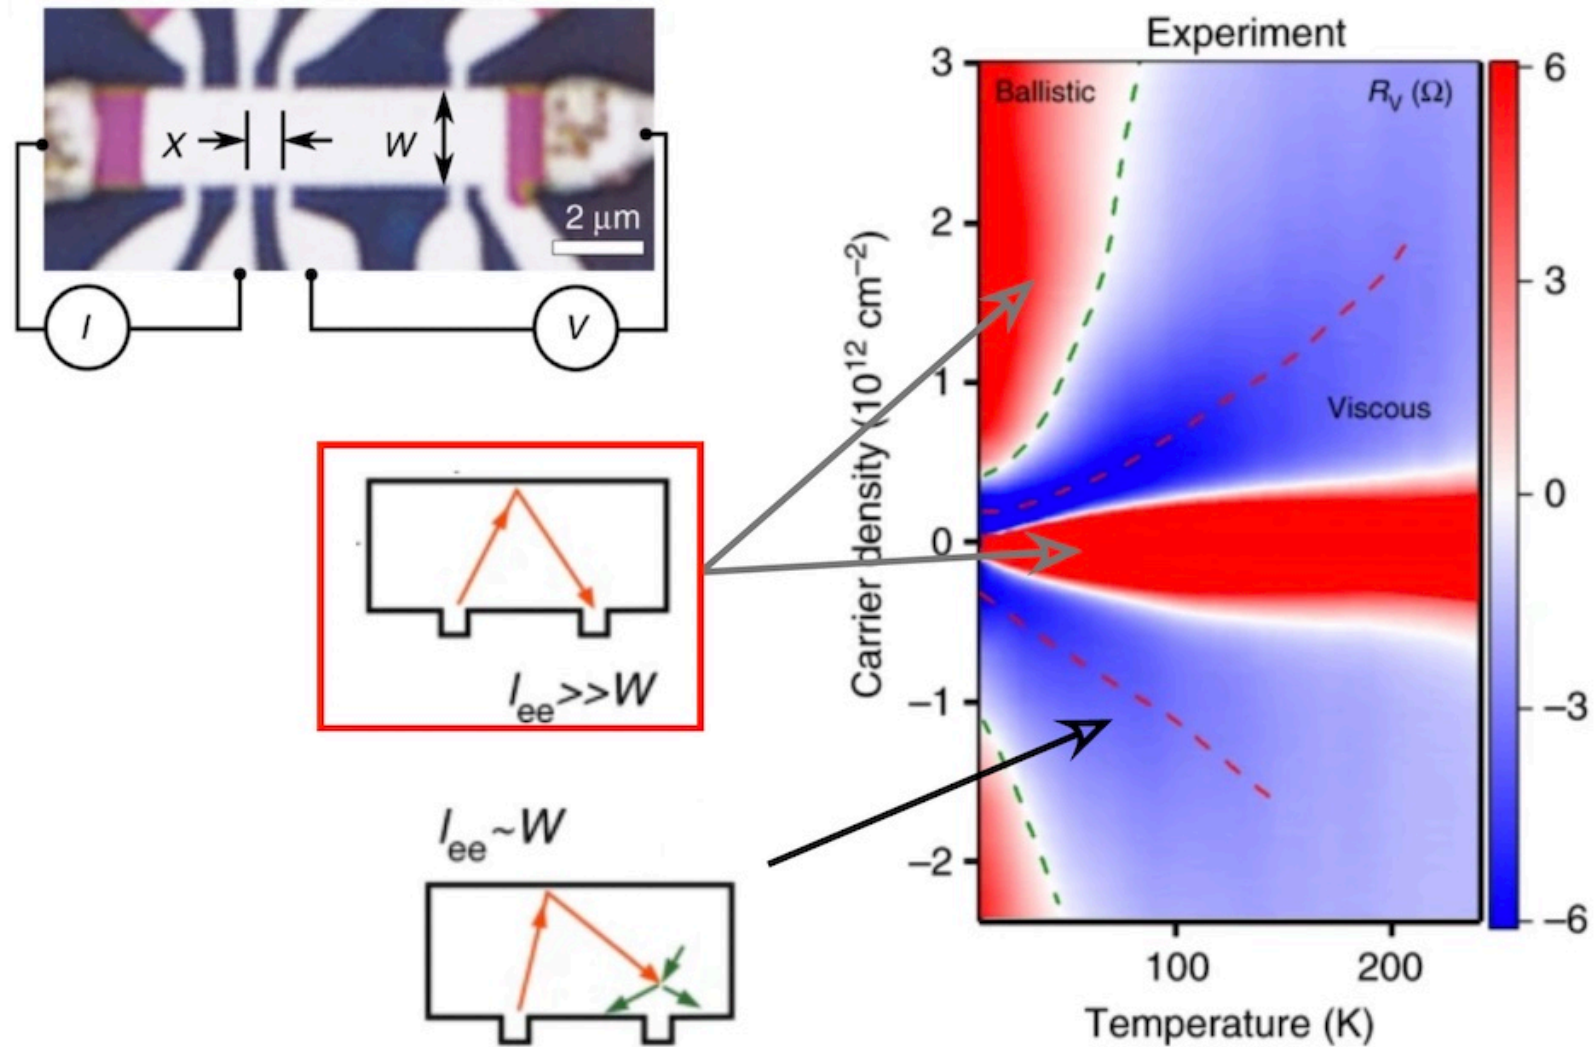 X
W
2 μm
I
V
l_ee>>W
l_ee~W
Experiment
Ballistic
R_V (Ω)
Viscous
Carrier density (10^12 cm^–2)
3
2
1
0
–1
–2
100
200
Temperature (K)
6
3
0
–3
–6